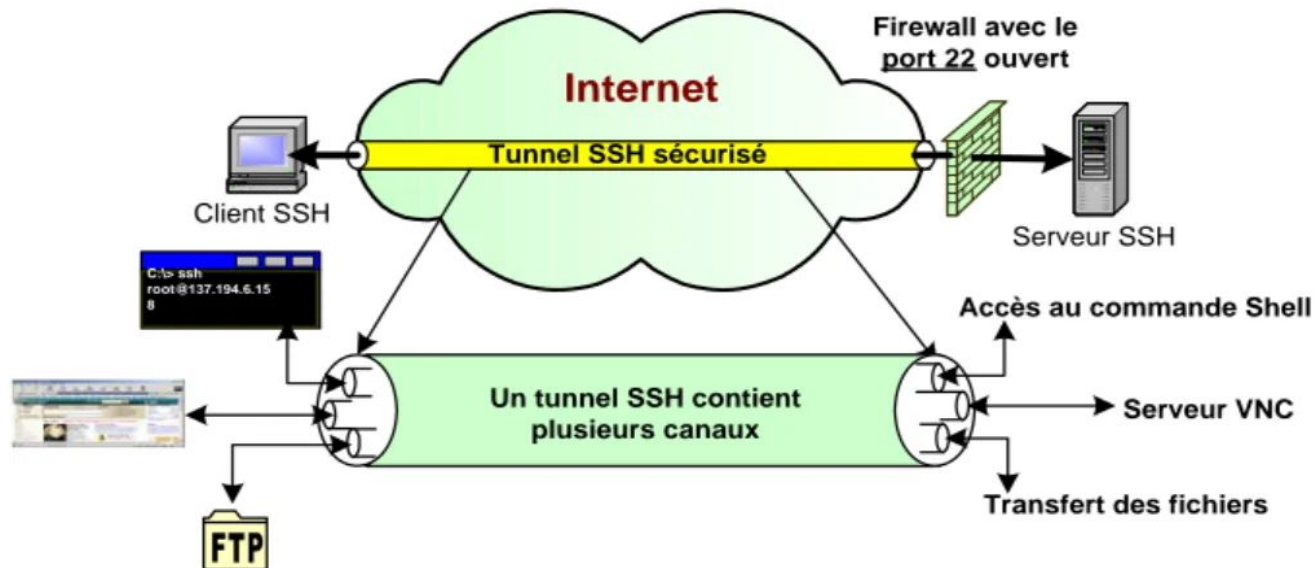 Firewall avec le
port 22 ouvert
Internet
Tunnel SSH sécurisé
Client SSH
Serveur SSH
C:\> ssh
root@137.194.6.15
8
Accès au commande Shell
Un tunnel SSH contient
plusieurs canaux
Serveur VNC
Transfert des fichiers
FTP